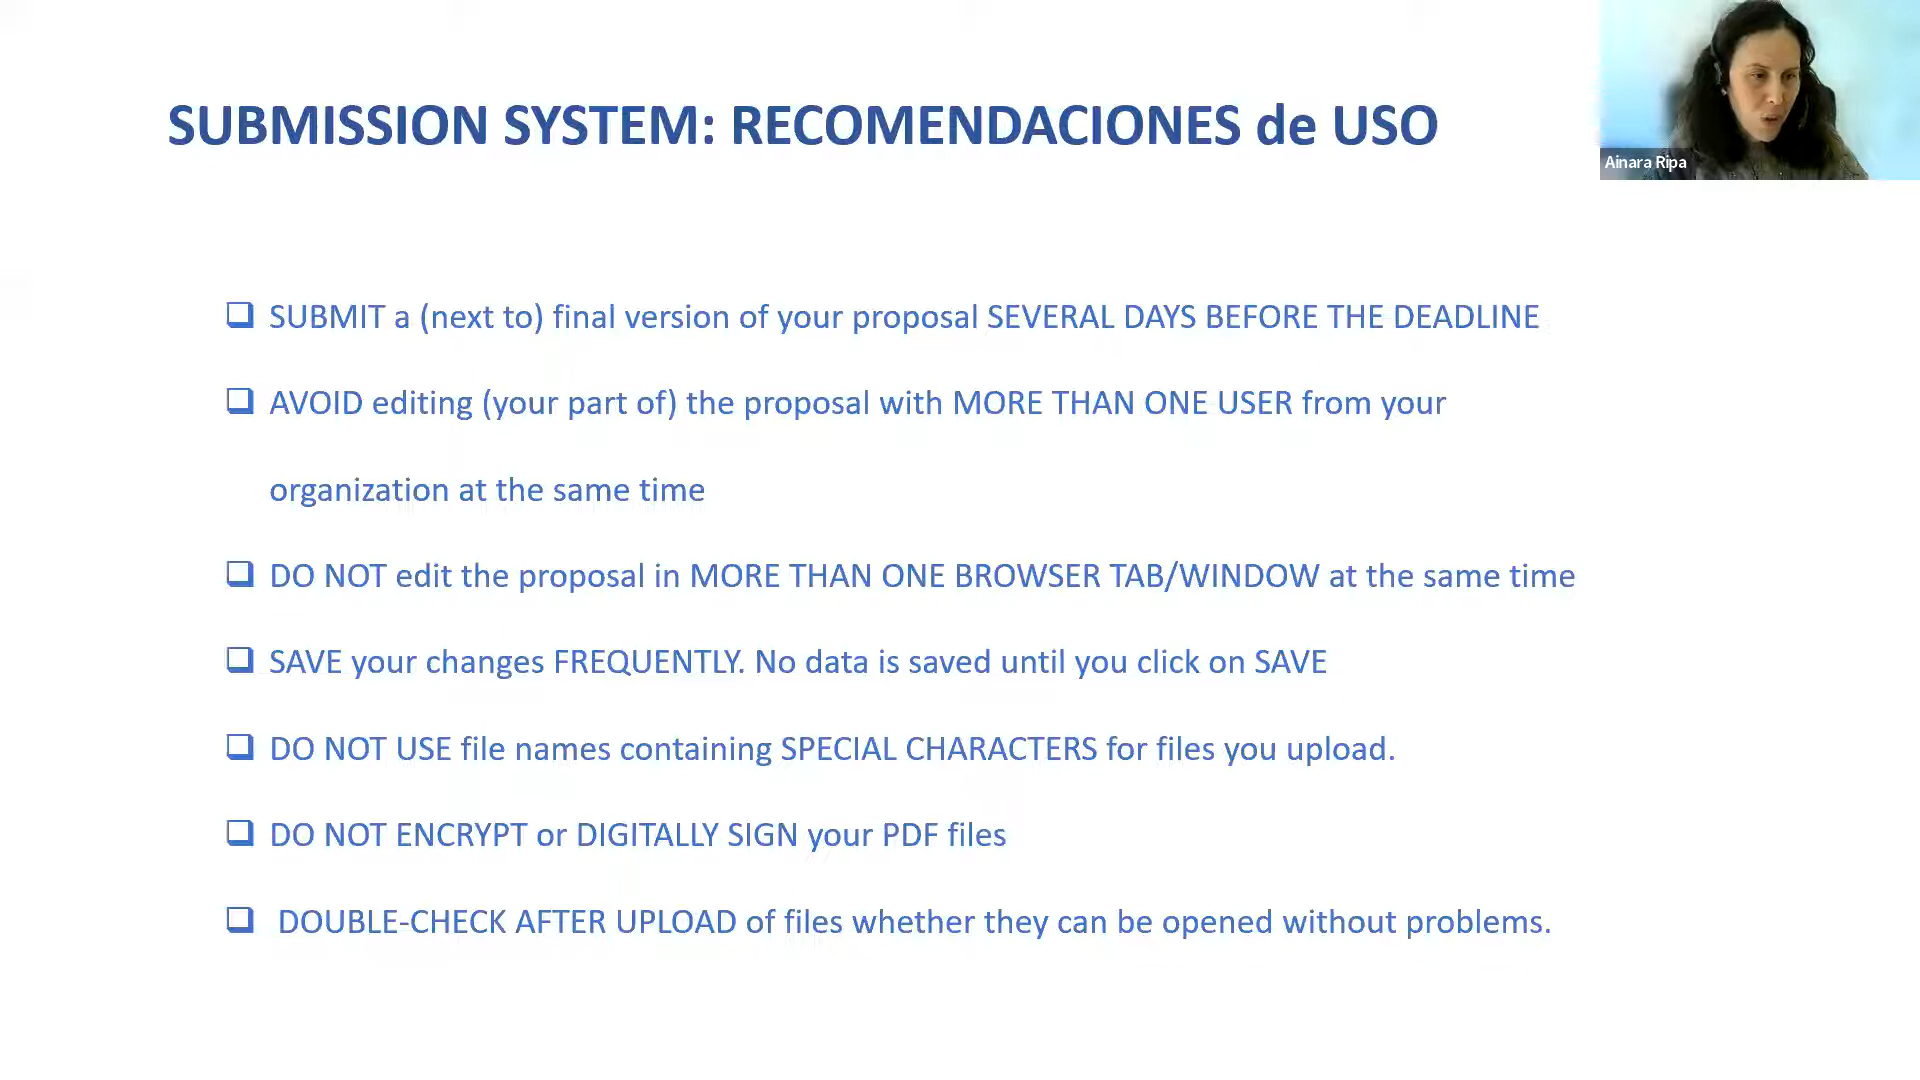 SUBMISSION SYSTEM: RECOMENDACIONES de USO
Ainara Ripa
SUBMIT a (next to) final version of your proposal SEVERAL DAYS BEFORE THE DEADLINE
AVOID editing (your part of) the proposal with MORE THAN ONE USER from your
organization at the same time
DO NOT edit the proposal in MORE THAN ONE BROWSER TAB/WINDOW at the same time
SAVE your changes FREQUENTLY. No data is saved until you click on SAVE
DO NOT USE file names containing SPECIAL CHARACTERS for files you upload.
DO NOT ENCRYPT or DIGITALLY SIGN your PDF files
DOUBLE-CHECK AFTER UPLOAD of files whether they can be opened without problems.